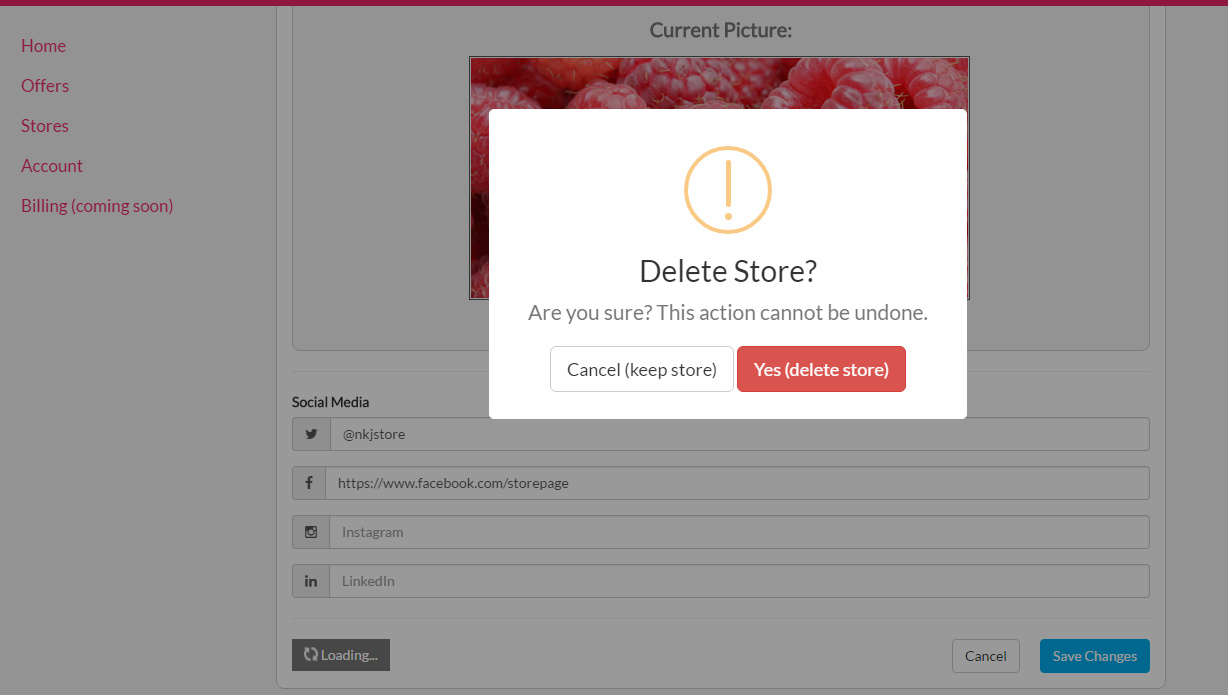 Home
Offers
Stores
Account
Billing (coming soon)
Current Picture:
Delete Store?
Are you sure? This action cannot be undone.
Cancel (keep store)
Yes (delete store)
Social Media
@nkjstore
https://www.facebook.com/storepage
Instagram
LinkedIn
Loading...
Cancel
Save Changes